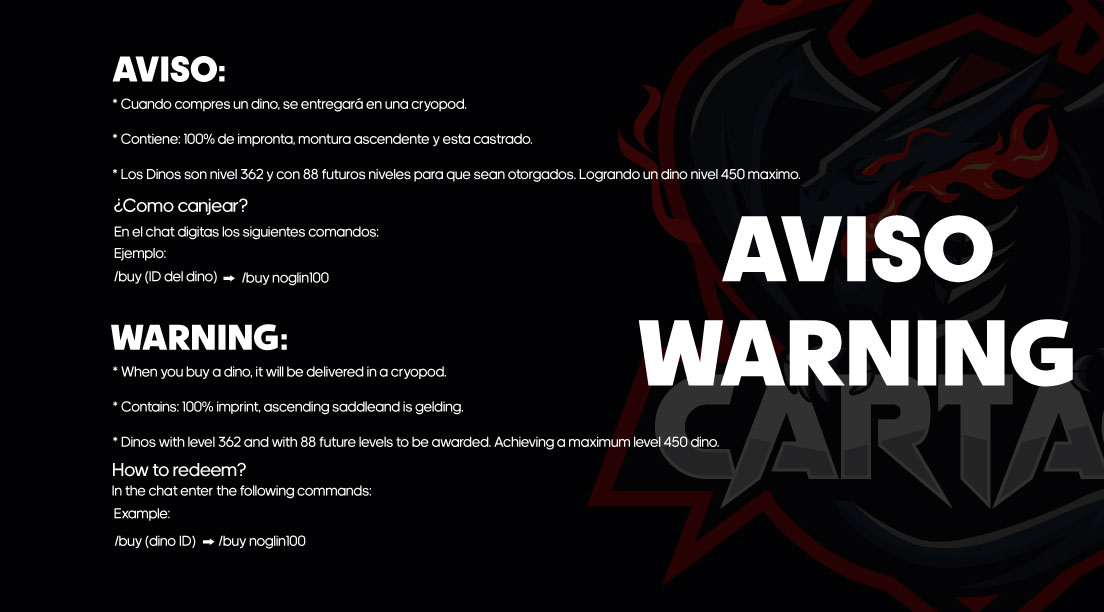 AVISO:
* Cuando compres un dino, se entregará en una cryopod.
* Contiene: 100% de impronta, montura ascendente y esta castrado.
* Los Dinos son nivel 362 y con 88 futuros niveles para que sean otorgados. Logrando un dino nivel 450 maximo.
¿Como canjear?
En el chat digitas los siguientes comandos:
Ejemplo:
/buy (ID del dino) ➡ /buy noglin100
WARNING:
* When you buy a dino, it will be delivered in a cryopod.
* Contains: 100% imprint, ascending saddleand is gelding.
* Dinos with level 362 and with 88 future levels to be awarded. Achieving a maximum level 450 dino.
How to redeem?
In the chat enter the following commands:
Example:
/buy (dino ID) ➡ /buy noglin100
AVISO
WARNING